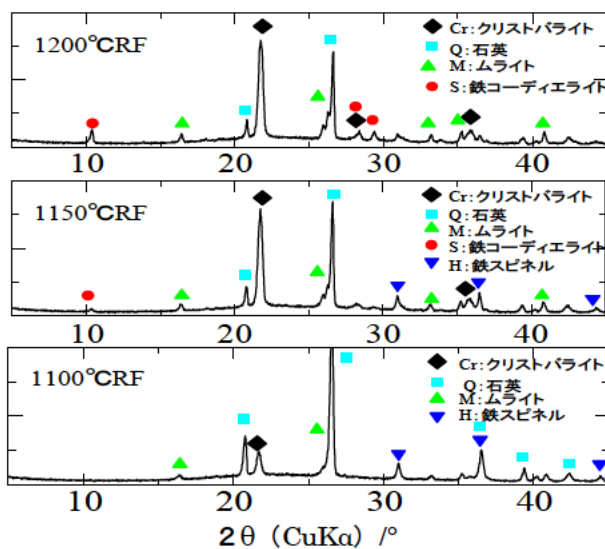 1200℃RF
Cr:クリストバライト
Q:石英
M:ムライト
S:鉄コーディエライト
10 20 30 40
1150℃RF
Cr:クリストバライト
Q:石英
M:ムライト
S:鉄コーディエライト
H:鉄スピネル
10 20 30 40
1100℃RF
Cr:クリストバライト
Q:石英
M:ムライト
H:鉄スピネル
10 20 30 40
2θ (CuKα) /°